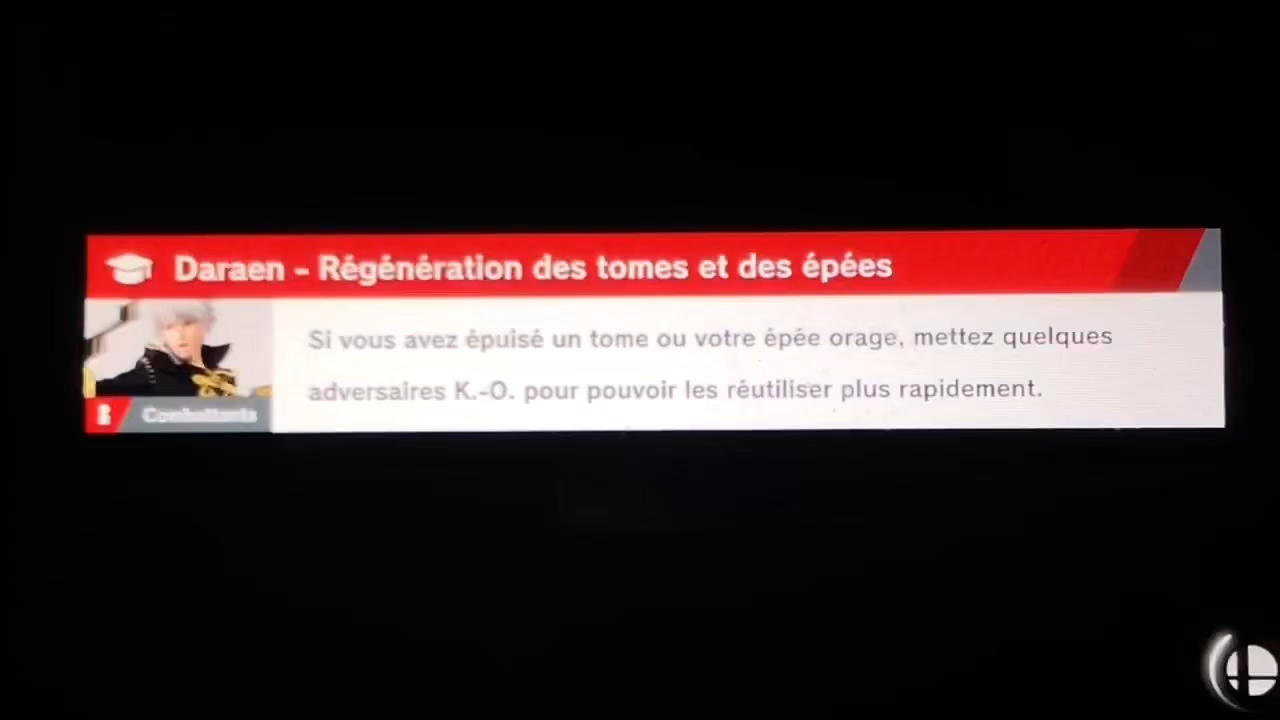 Daraen - Régénération des tomes et des épées
Si vous avez épuisé un tome ou votre épée orage, mettez quelques
adversaires K.-O. pour pouvoir les réutiliser plus rapidement.
Combattants